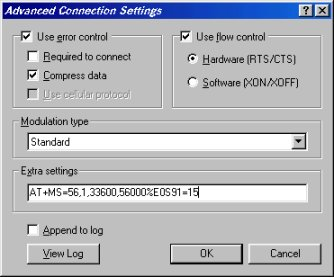 Advanced Connection Settings
Use error control
Required to connect
Compress data
Use cellular protocol
Use flow control
Hardware (RTS/CTS)
Software (XON/XOFF)
Modulation type
Standard
Extra settings
AT+MS=56,1,33600,56000%E0S91=15
Append to log
View Log
OK
Cancel